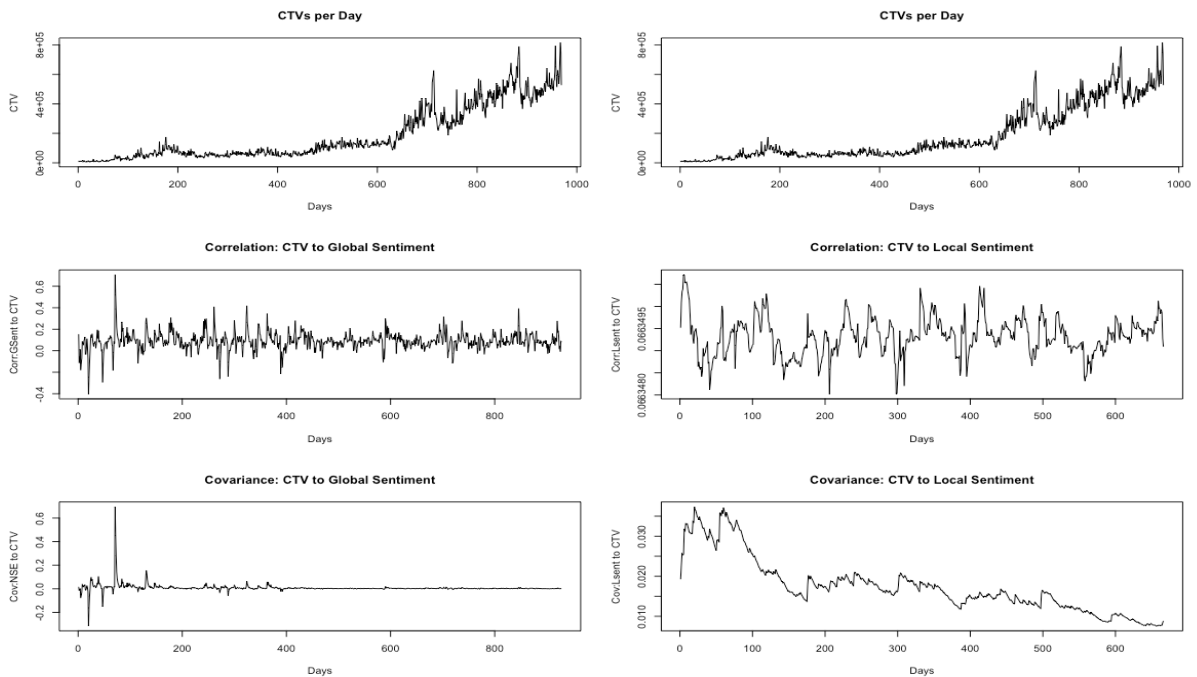 CTVs per Day
CTV
0e+00 4e+05 8e+05
0 200 400 600 800 1000
Days
CTVs per Day
CTV
0e+00 4e+05 8e+05
0 200 400 600 800 1000
Days
Correlation: CTV to Global Sentiment
Corr:GSent to CTV
-0.4 0.0 0.2 0.4 0.6
0 200 400 600 800
Days
Correlation: CTV to Local Sentiment
Corr:Lsent to CTV
0.0663480 0.0663495
0 100 200 300 400 500 600
Days
Covariance: CTV to Global Sentiment
Cov:NSE to CTV
-0.2 0.0 0.2 0.4 0.6
0 200 400 600 800
Days
Covariance: CTV to Local Sentiment
Cov:Lsent to CTV
0.010 0.020 0.030
0 100 200 300 400 500 600
Days